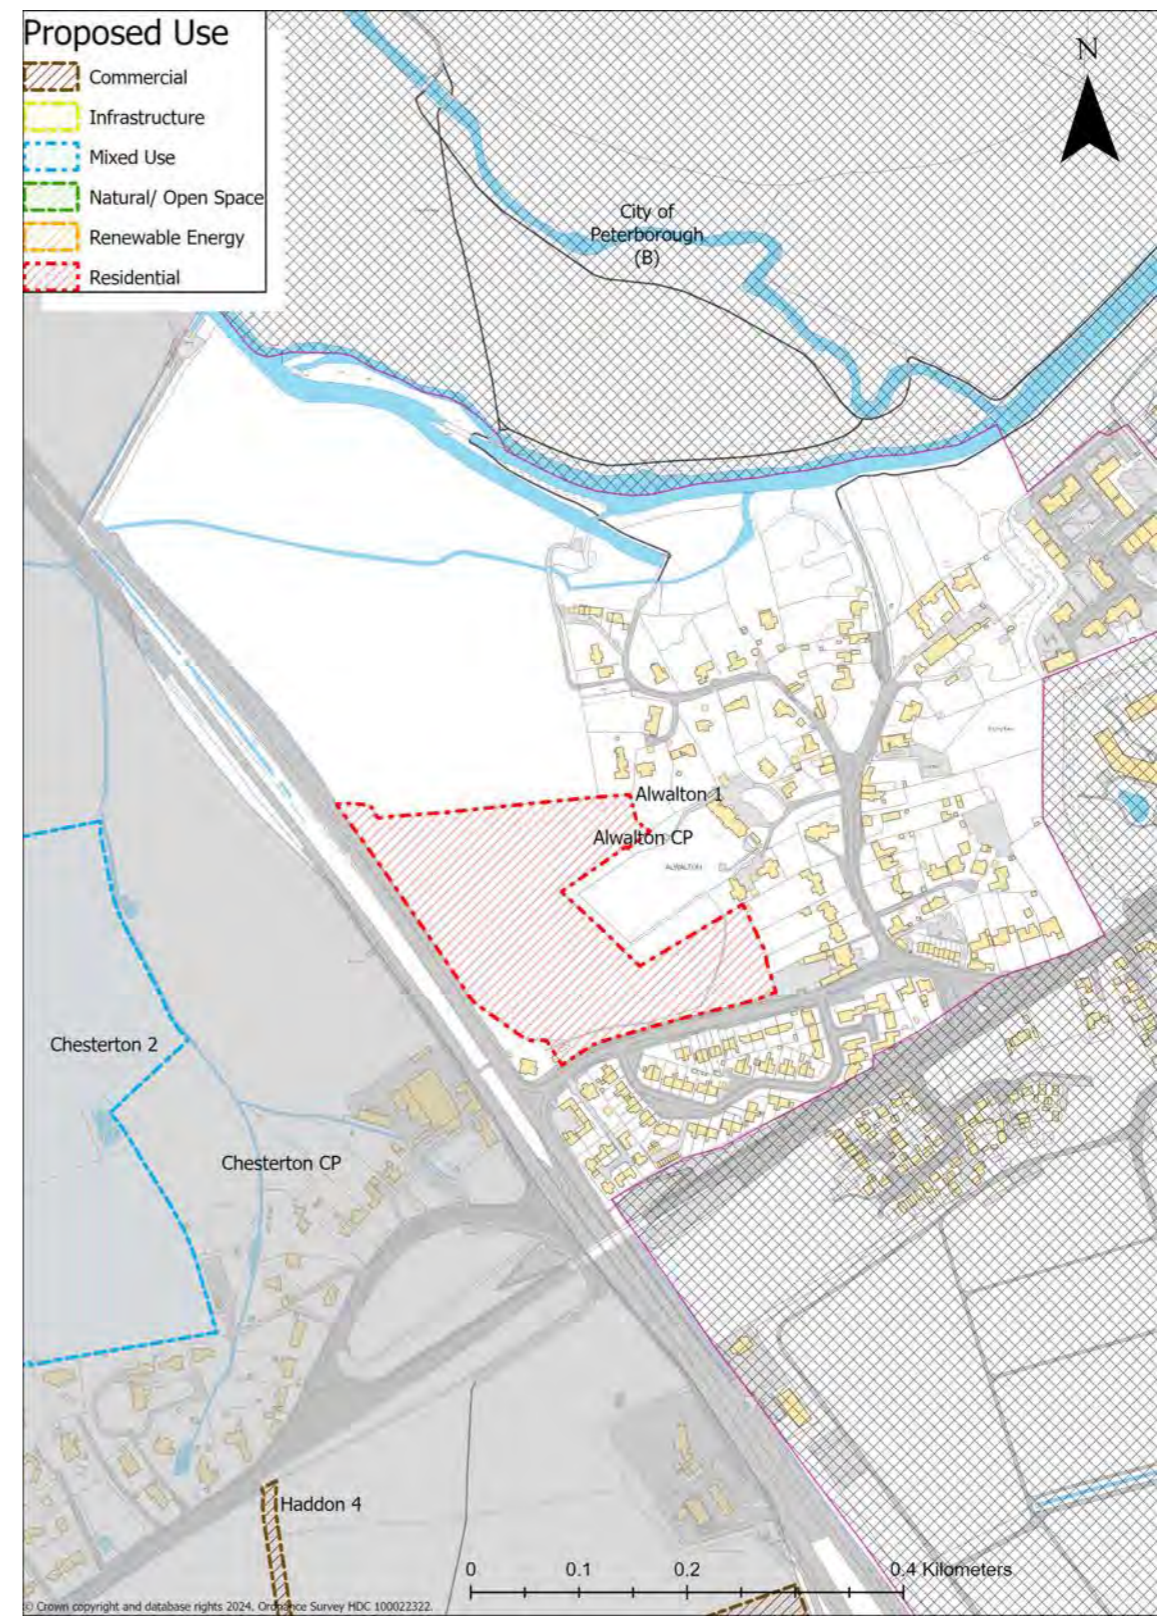 Proposed Use
Commercial
Infrastructure
Mixed Use
Natural/ Open Space
Renewable Energy
Residential
N
City of
Peterborough
(B)
Alwalton 1
Alwalton CP
ALWALTON
Chesterton 2
Chesterton CP
Haddon 4
0 0.1 0.2 0.4 Kilometers
© Crown copyright and database rights 2024. Ordnance Survey HDC 100022322.